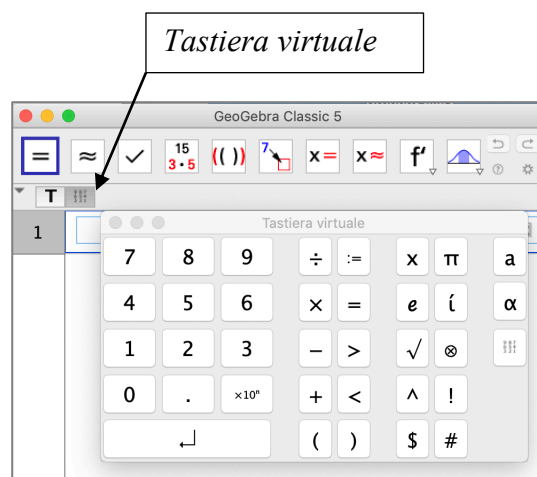 Tastiera virtuale
GeoGebra Classic 5
= ≈ ✓ 15 3·5 (( )) 7 x= x≈ f′
T
1
Tastiera virtuale
7 8 9 ÷ := x π a
4 5 6 × = e í α
1 2 3 − > √ ⊗
0 . ×10ⁿ + < ^ !
↵ ( ) $ #